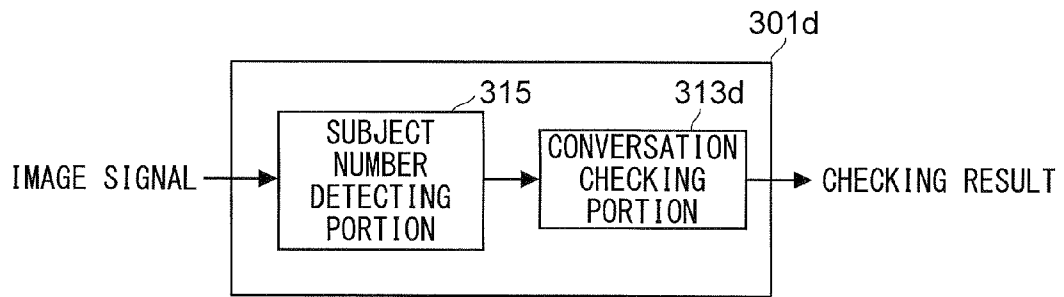 301d
315
313d
IMAGE SIGNAL
SUBJECT
NUMBER
DETECTING
PORTION
CONVERSATION
CHECKING
PORTION
CHECKING RESULT